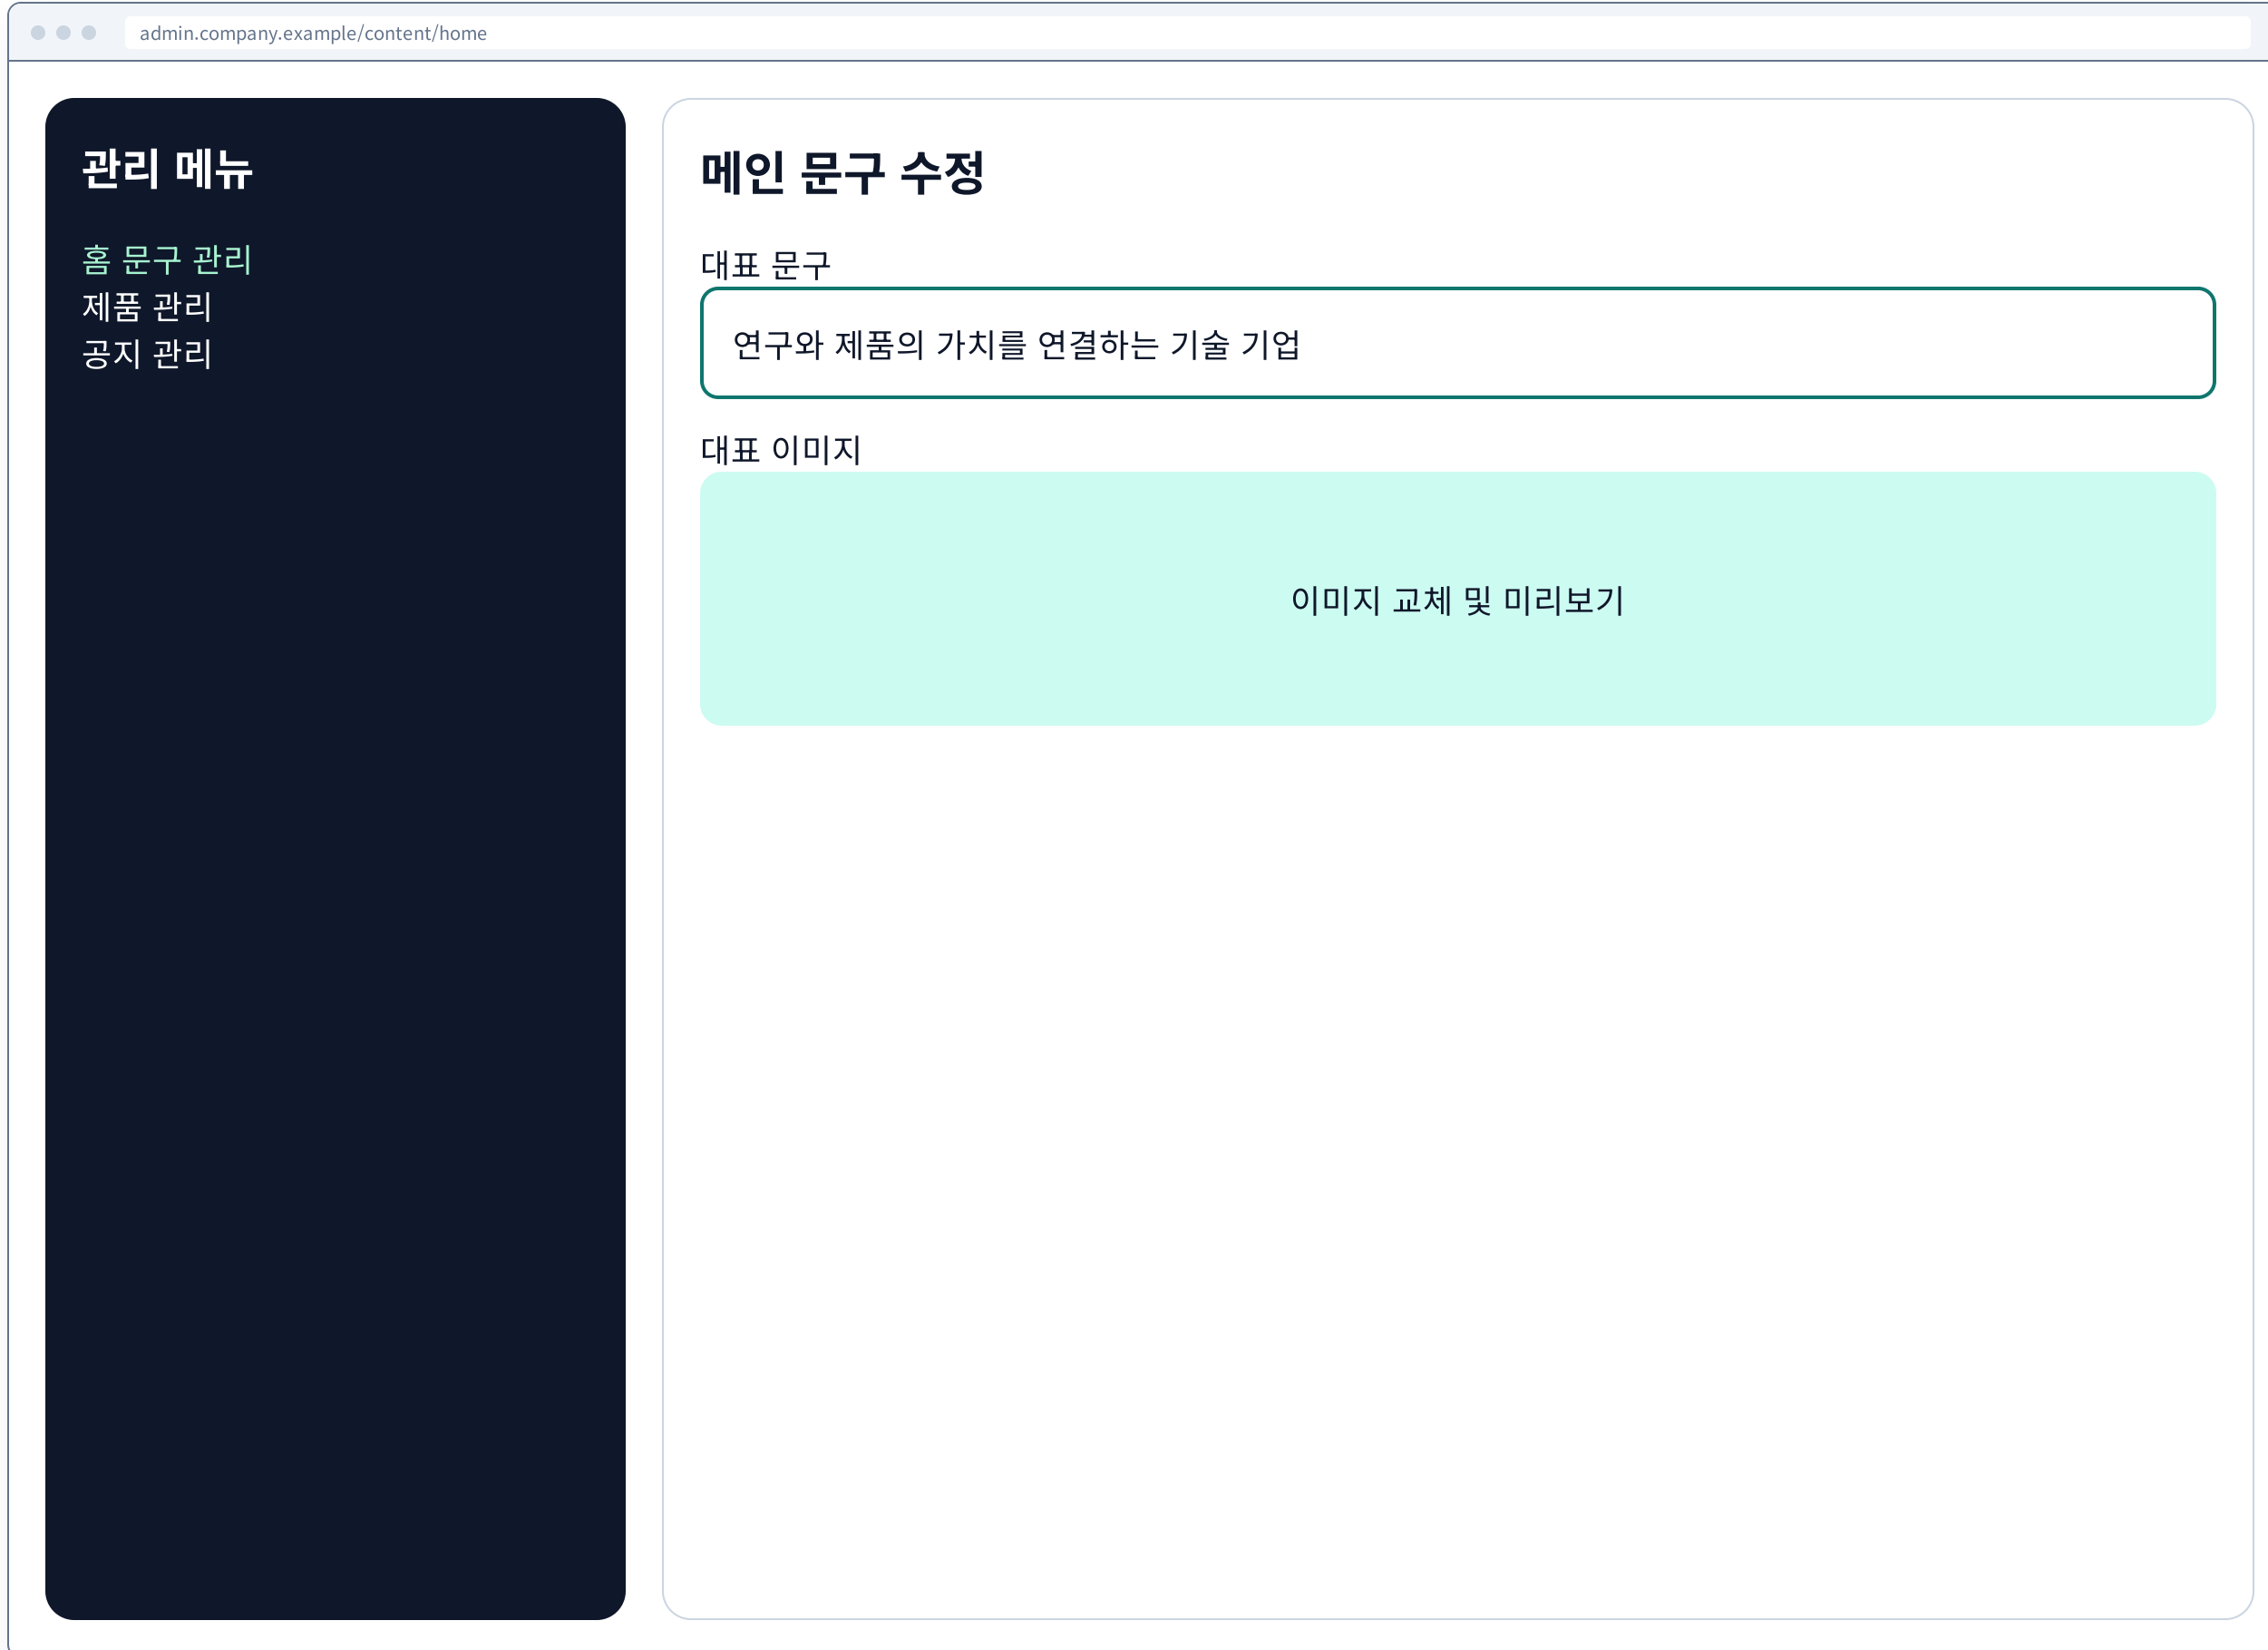 admin.company.example/content/home
관리 메뉴
홈 문구 관리
제품 관리
공지 관리
메인 문구 수정
대표 문구
연구와 제품의 가치를 연결하는 기술 기업
대표 이미지
이미지 교체 및 미리보기